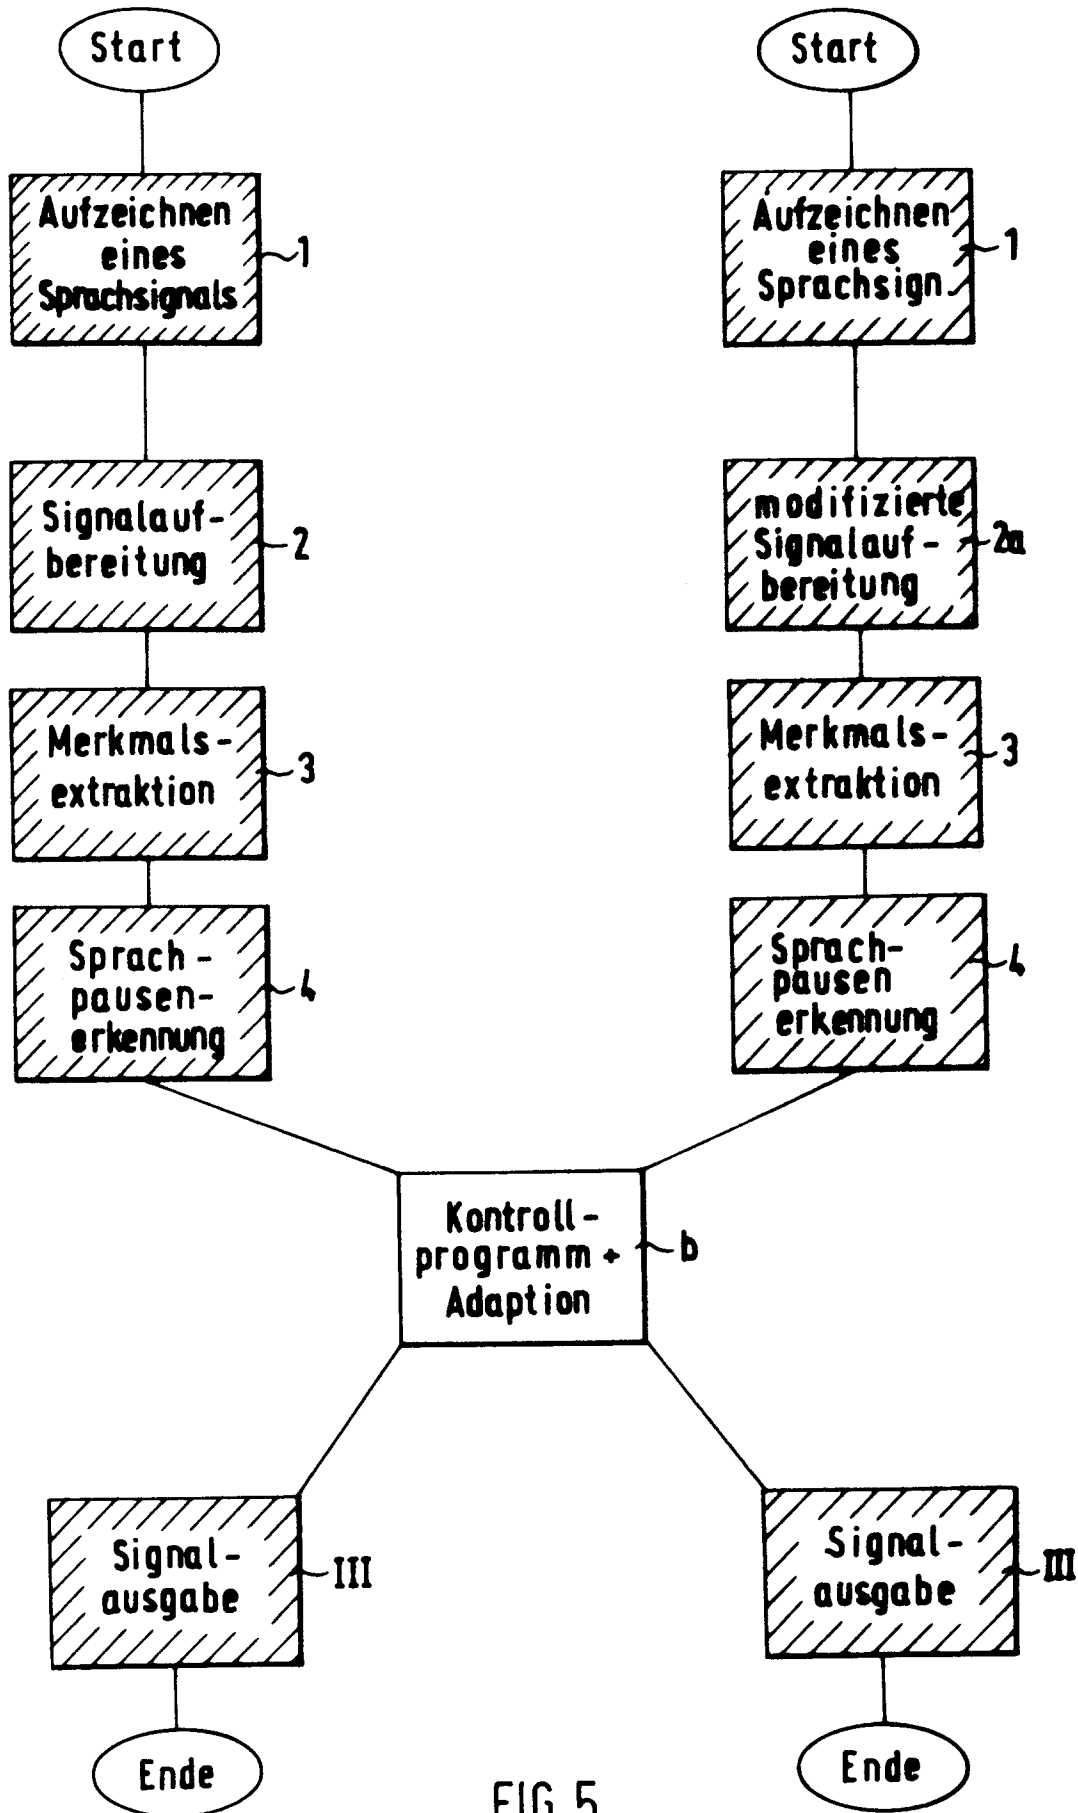 Start
Aufzeichnen
eines
Sprachsignals
1
Signalauf-
bereitung
2
Merkmals-
extraktion
3
Sprach-
pausen-
erkennung
4
Start
Aufzeichnen
eines
Sprachsign.
1
modifizierte
Signalauf-
bereitung
2a
Merkmals-
extraktion
3
Sprach-
pausen
erkennung
4
Kontroll-
programm +
Adaption
b
Signal-
ausgabe
III
Ende
Signal-
ausgabe
III
Ende
FIG. 5